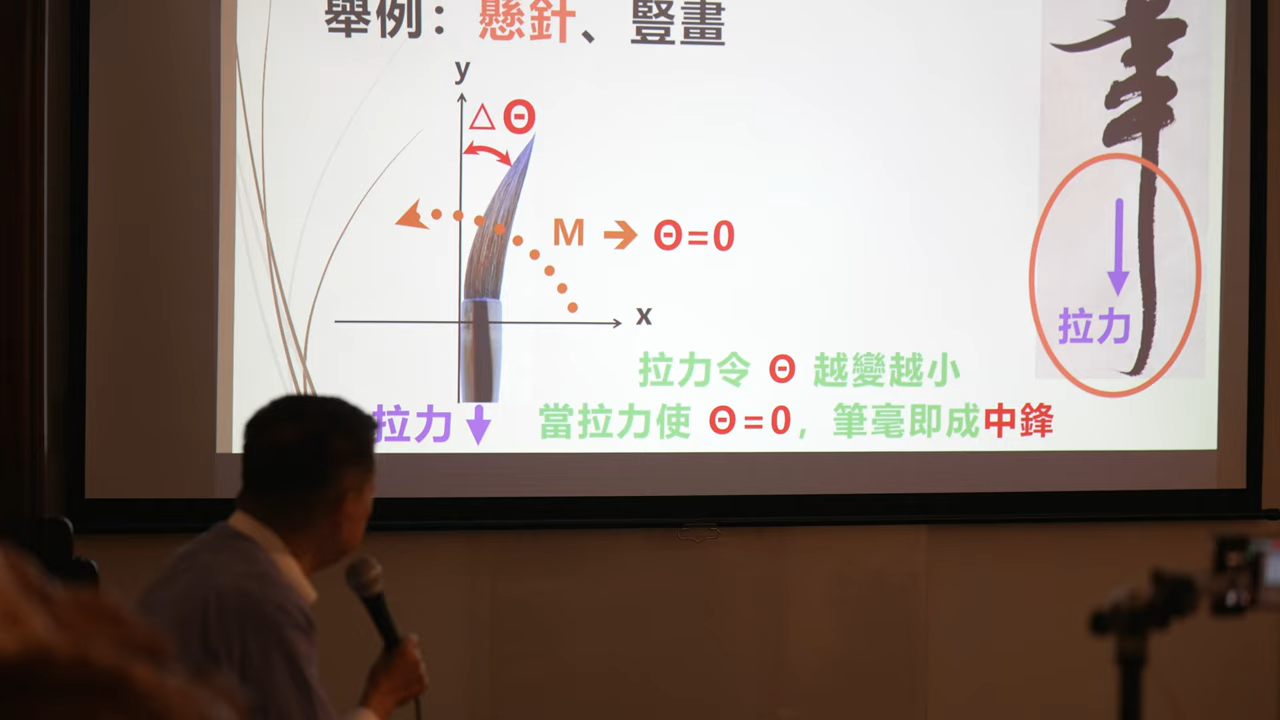 舉例：懸針、豎畫
y
△Θ
M ➔ Θ=0
x
拉力
拉力令 Θ 越變越小
拉力
當拉力使 Θ=0，筆毫即成中鋒